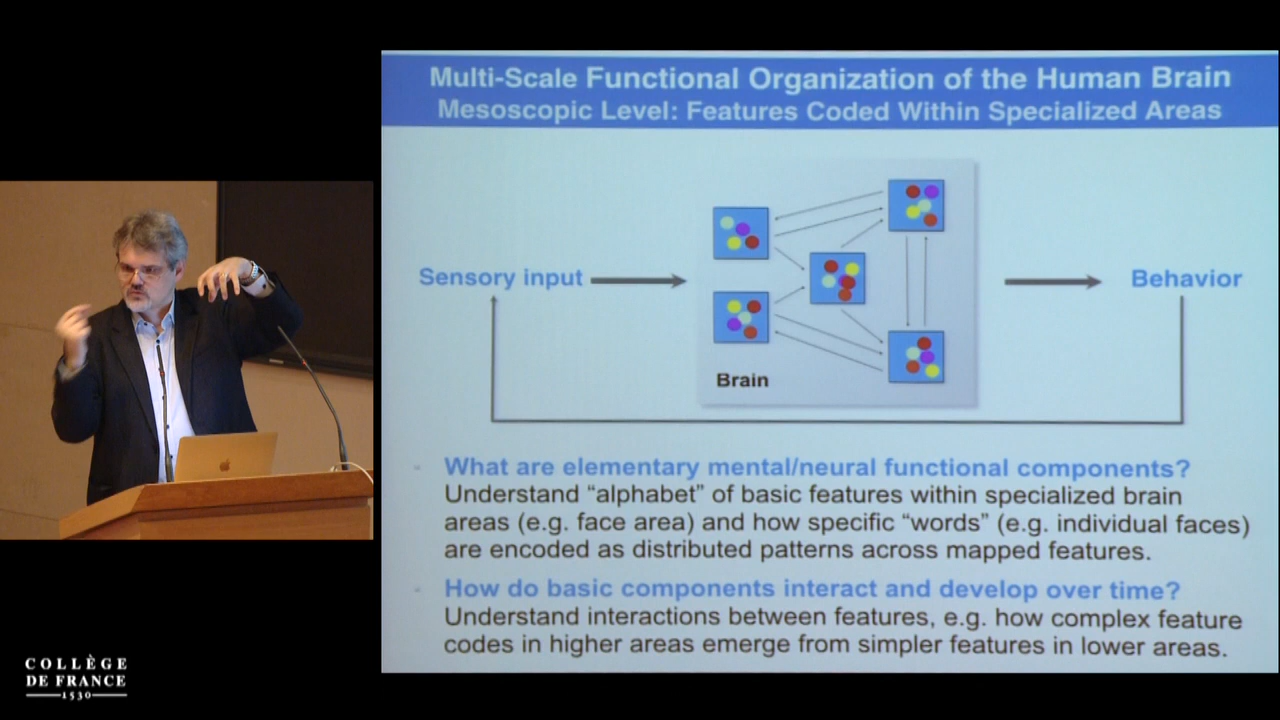 Multi-Scale Functional Organization of the Human Brain
Mesoscopic Level: Features Coded Within Specialized Areas
Sensory input
Behavior
Brain
- What are elementary mental/neural functional components?
Understand “alphabet” of basic features within specialized brain
areas (e.g. face area) and how specific “words” (e.g. individual faces)
are encoded as distributed patterns across mapped features.
- How do basic components interact and develop over time?
Understand interactions between features, e.g. how complex feature
codes in higher areas emerge from simpler features in lower areas.
COLLÈGE
DE FRANCE
1530